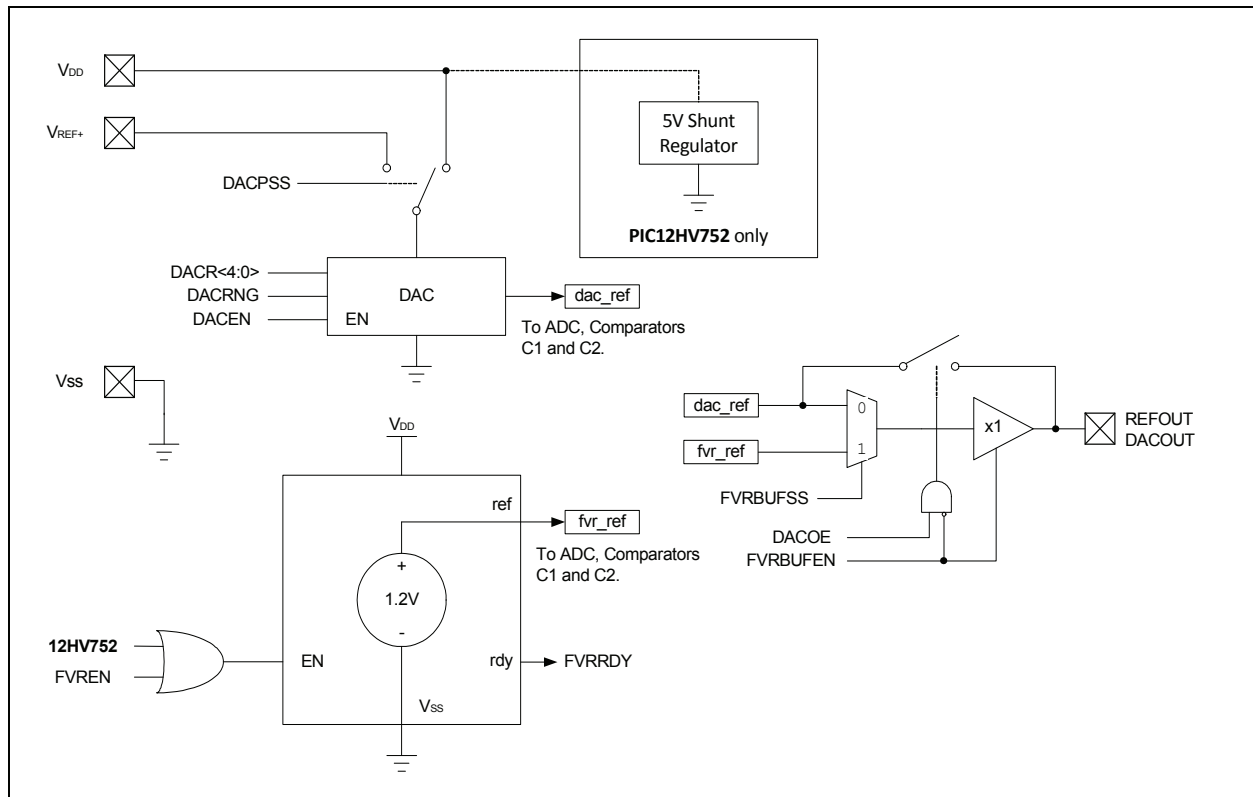 VDD
VREF+
5V Shunt
Regulator
DACPSS
PIC12HV752 only
DACR<4:0>
DACRNG
DACEN
EN
DAC
dac_ref
To ADC, Comparators
C1 and C2.
VSS
dac_ref
0
fvr_ref
1
x1
REFOUT
DACOUT
FVRBUFSS
DACOE
FVRBUFEN
VDD
ref
fvr_ref
To ADC, Comparators
C1 and C2.
+
1.2V
-
12HV752
FVREN
EN
rdy
FVRRDY
VSS